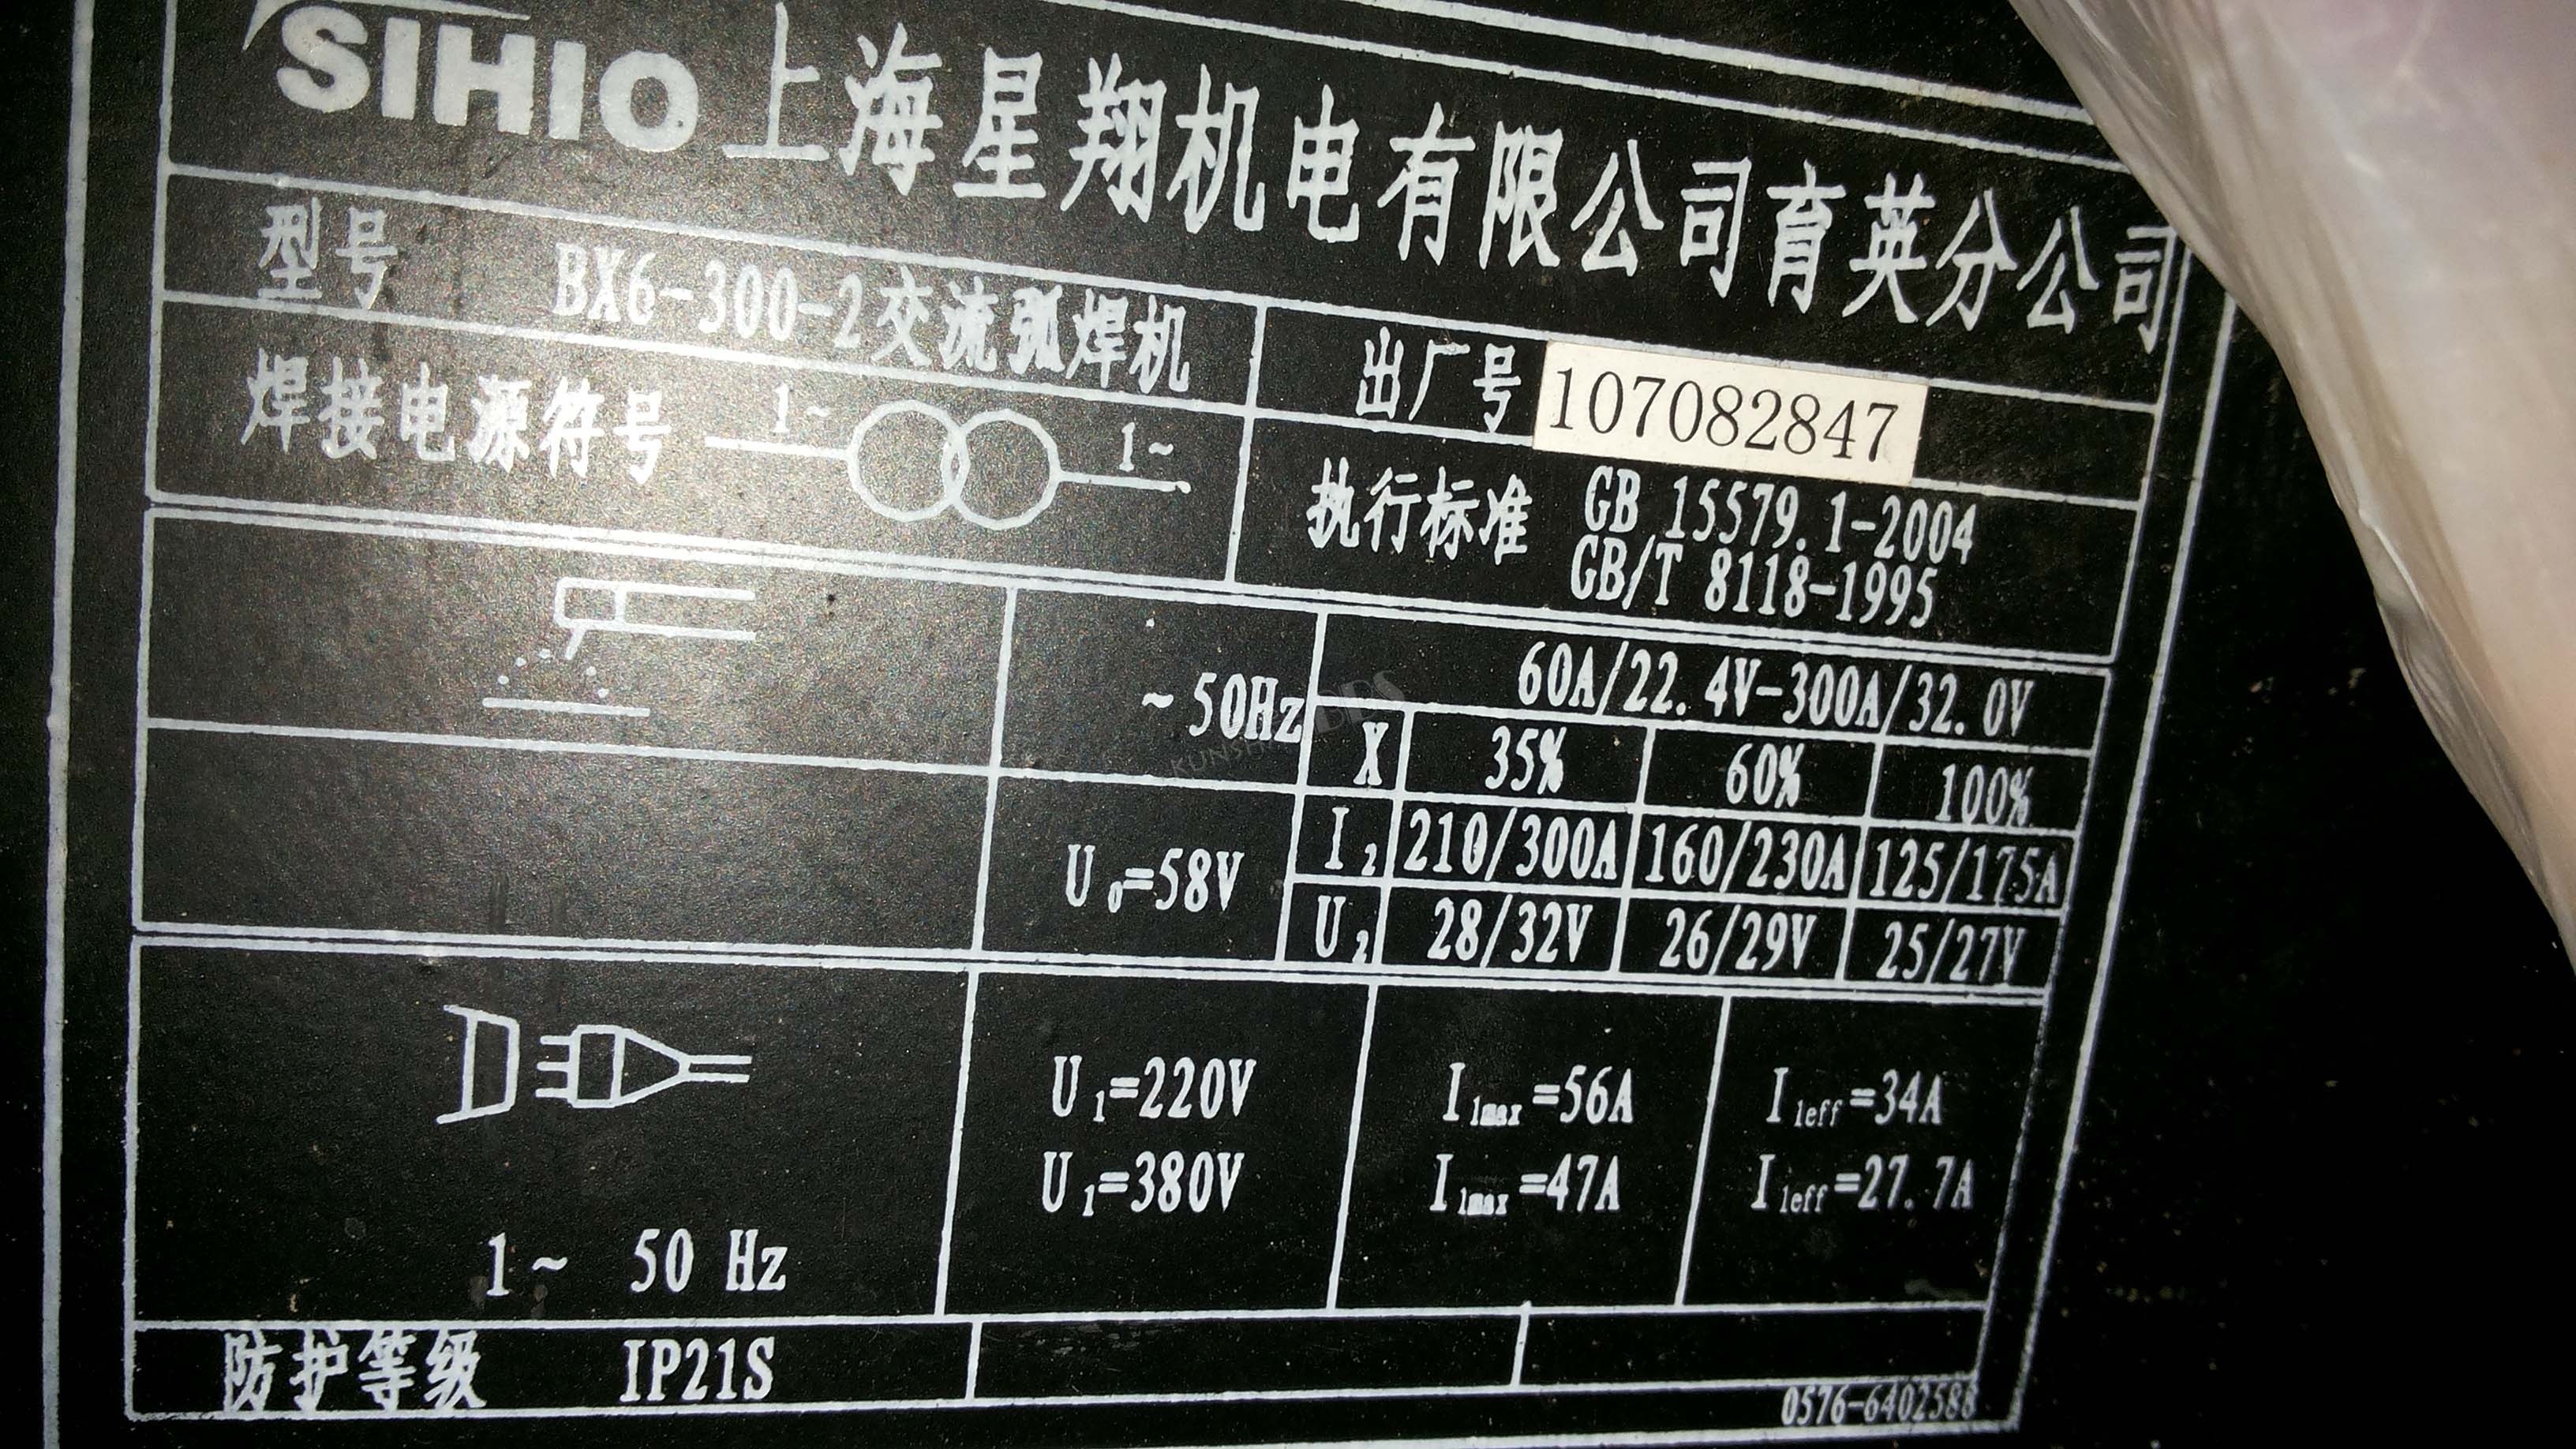 SIHIO 上海星翔机电有限公司育英分公司
型号 BX6-300-2交流弧焊机 出厂号 107082847
焊接电源符号 1~ 1~ 执行标准 GB 15579.1-2004
GB/T 8118-1995
~50Hz 60A/22.4V-300A/32.0V
X 35% 60% 100%
U0=58V I2 210/300A 160/230A 125/175A
U2 28/32V 26/29V 25/27V
U1=220V I1max=56A I1eff=34A
U1=380V I1max=47A I1eff=27.7A
1~ 50 Hz
防护等级 IP21S
0576-6402588